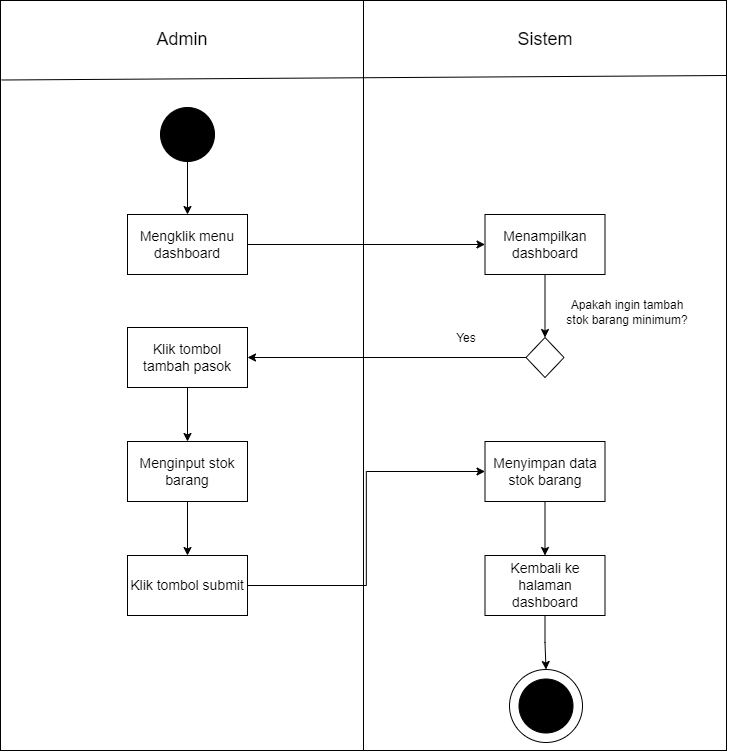 Admin
Sistem
Mengklik menu
dashboard
Menampilkan
dashboard
Apakah ingin tambah
stok barang minimum?
Yes
Klik tombol
tambah pasok
Menginput stok
barang
Menyimpan data
stok barang
Klik tombol submit
Kembali ke
halaman
dashboard